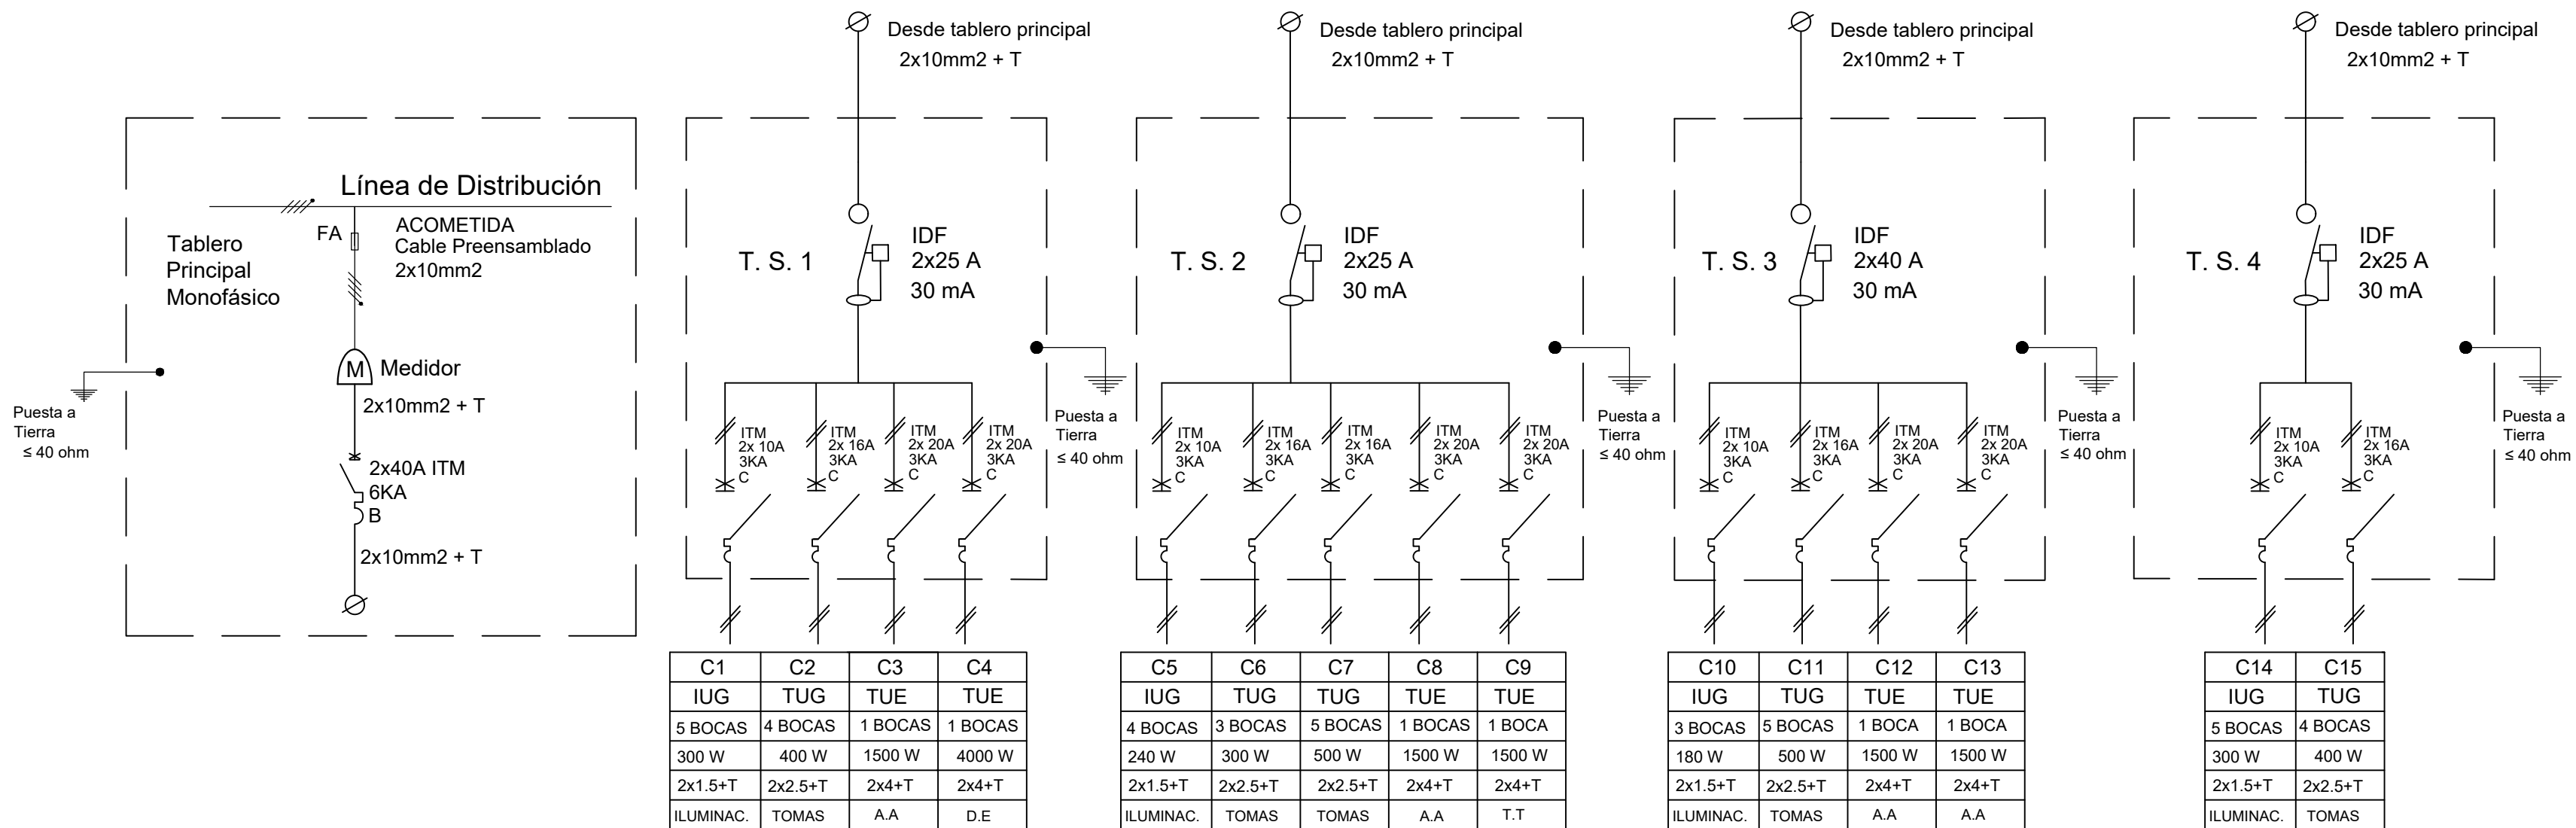 Línea de Distribución
FA
ACOMETIDA
Cable Preensamblado
2x10mm2
Tablero
Principal
Monofásico
M
Medidor
2x10mm2 + T
2x40A ITM
6KA
B
2x10mm2 + T
Puesta a
Tierra
≤ 40 ohm
Desde tablero principal
2x10mm2 + T
T. S. 1
IDF
2x25 A
30 mA
ITM
2x 10A
3KA
C
ITM
2x 16A
3KA
C
ITM
2x 20A
3KA
C
ITM
2x 20A
3KA
C
Puesta a
Tierra
≤ 40 ohm
C1 C2 C3 C4
IUG TUG TUE TUE
5 BOCAS 4 BOCAS 1 BOCAS 1 BOCAS
300 W 400 W 1500 W 4000 W
2x1.5+T 2x2.5+T 2x4+T 2x4+T
ILUMINAC. TOMAS A.A D.E
Desde tablero principal
2x10mm2 + T
T. S. 2
IDF
2x25 A
30 mA
ITM
2x 10A
3KA
C
ITM
2x 16A
3KA
C
ITM
2x 16A
3KA
C
ITM
2x 20A
3KA
C
ITM
2x 20A
3KA
C
Puesta a
Tierra
≤ 40 ohm
C5 C6 C7 C8 C9
IUG TUG TUG TUE TUE
4 BOCAS 3 BOCAS 5 BOCAS 1 BOCAS 1 BOCA
240 W 300 W 500 W 1500 W 1500 W
2x1.5+T 2x2.5+T 2x2.5+T 2x4+T 2x4+T
ILUMINAC. TOMAS TOMAS A.A T.T
Desde tablero principal
2x10mm2 + T
T. S. 3
IDF
2x40 A
30 mA
ITM
2x 10A
3KA
C
ITM
2x 16A
3KA
C
ITM
2x 20A
3KA
C
ITM
2x 20A
3KA
C
Puesta a
Tierra
≤ 40 ohm
C10 C11 C12 C13
IUG TUG TUE TUE
3 BOCAS 5 BOCAS 1 BOCA 1 BOCA
180 W 500 W 1500 W 1500 W
2x1.5+T 2x2.5+T 2x4+T 2x4+T
ILUMINAC. TOMAS A.A A.A
Desde tablero principal
2x10mm2 + T
T. S. 4
IDF
2x25 A
30 mA
ITM
2x 10A
3KA
C
ITM
2x 16A
3KA
C
Puesta a
Tierra
≤ 40 ohm
C14 C15
IUG TUG
5 BOCAS 4 BOCAS
300 W 400 W
2x1.5+T 2x2.5+T
ILUMINAC. TOMAS